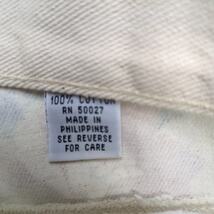 100% COTTON
RN 50027
MADE IN
PHILIPPINES
SEE REVERSE
FOR CARE